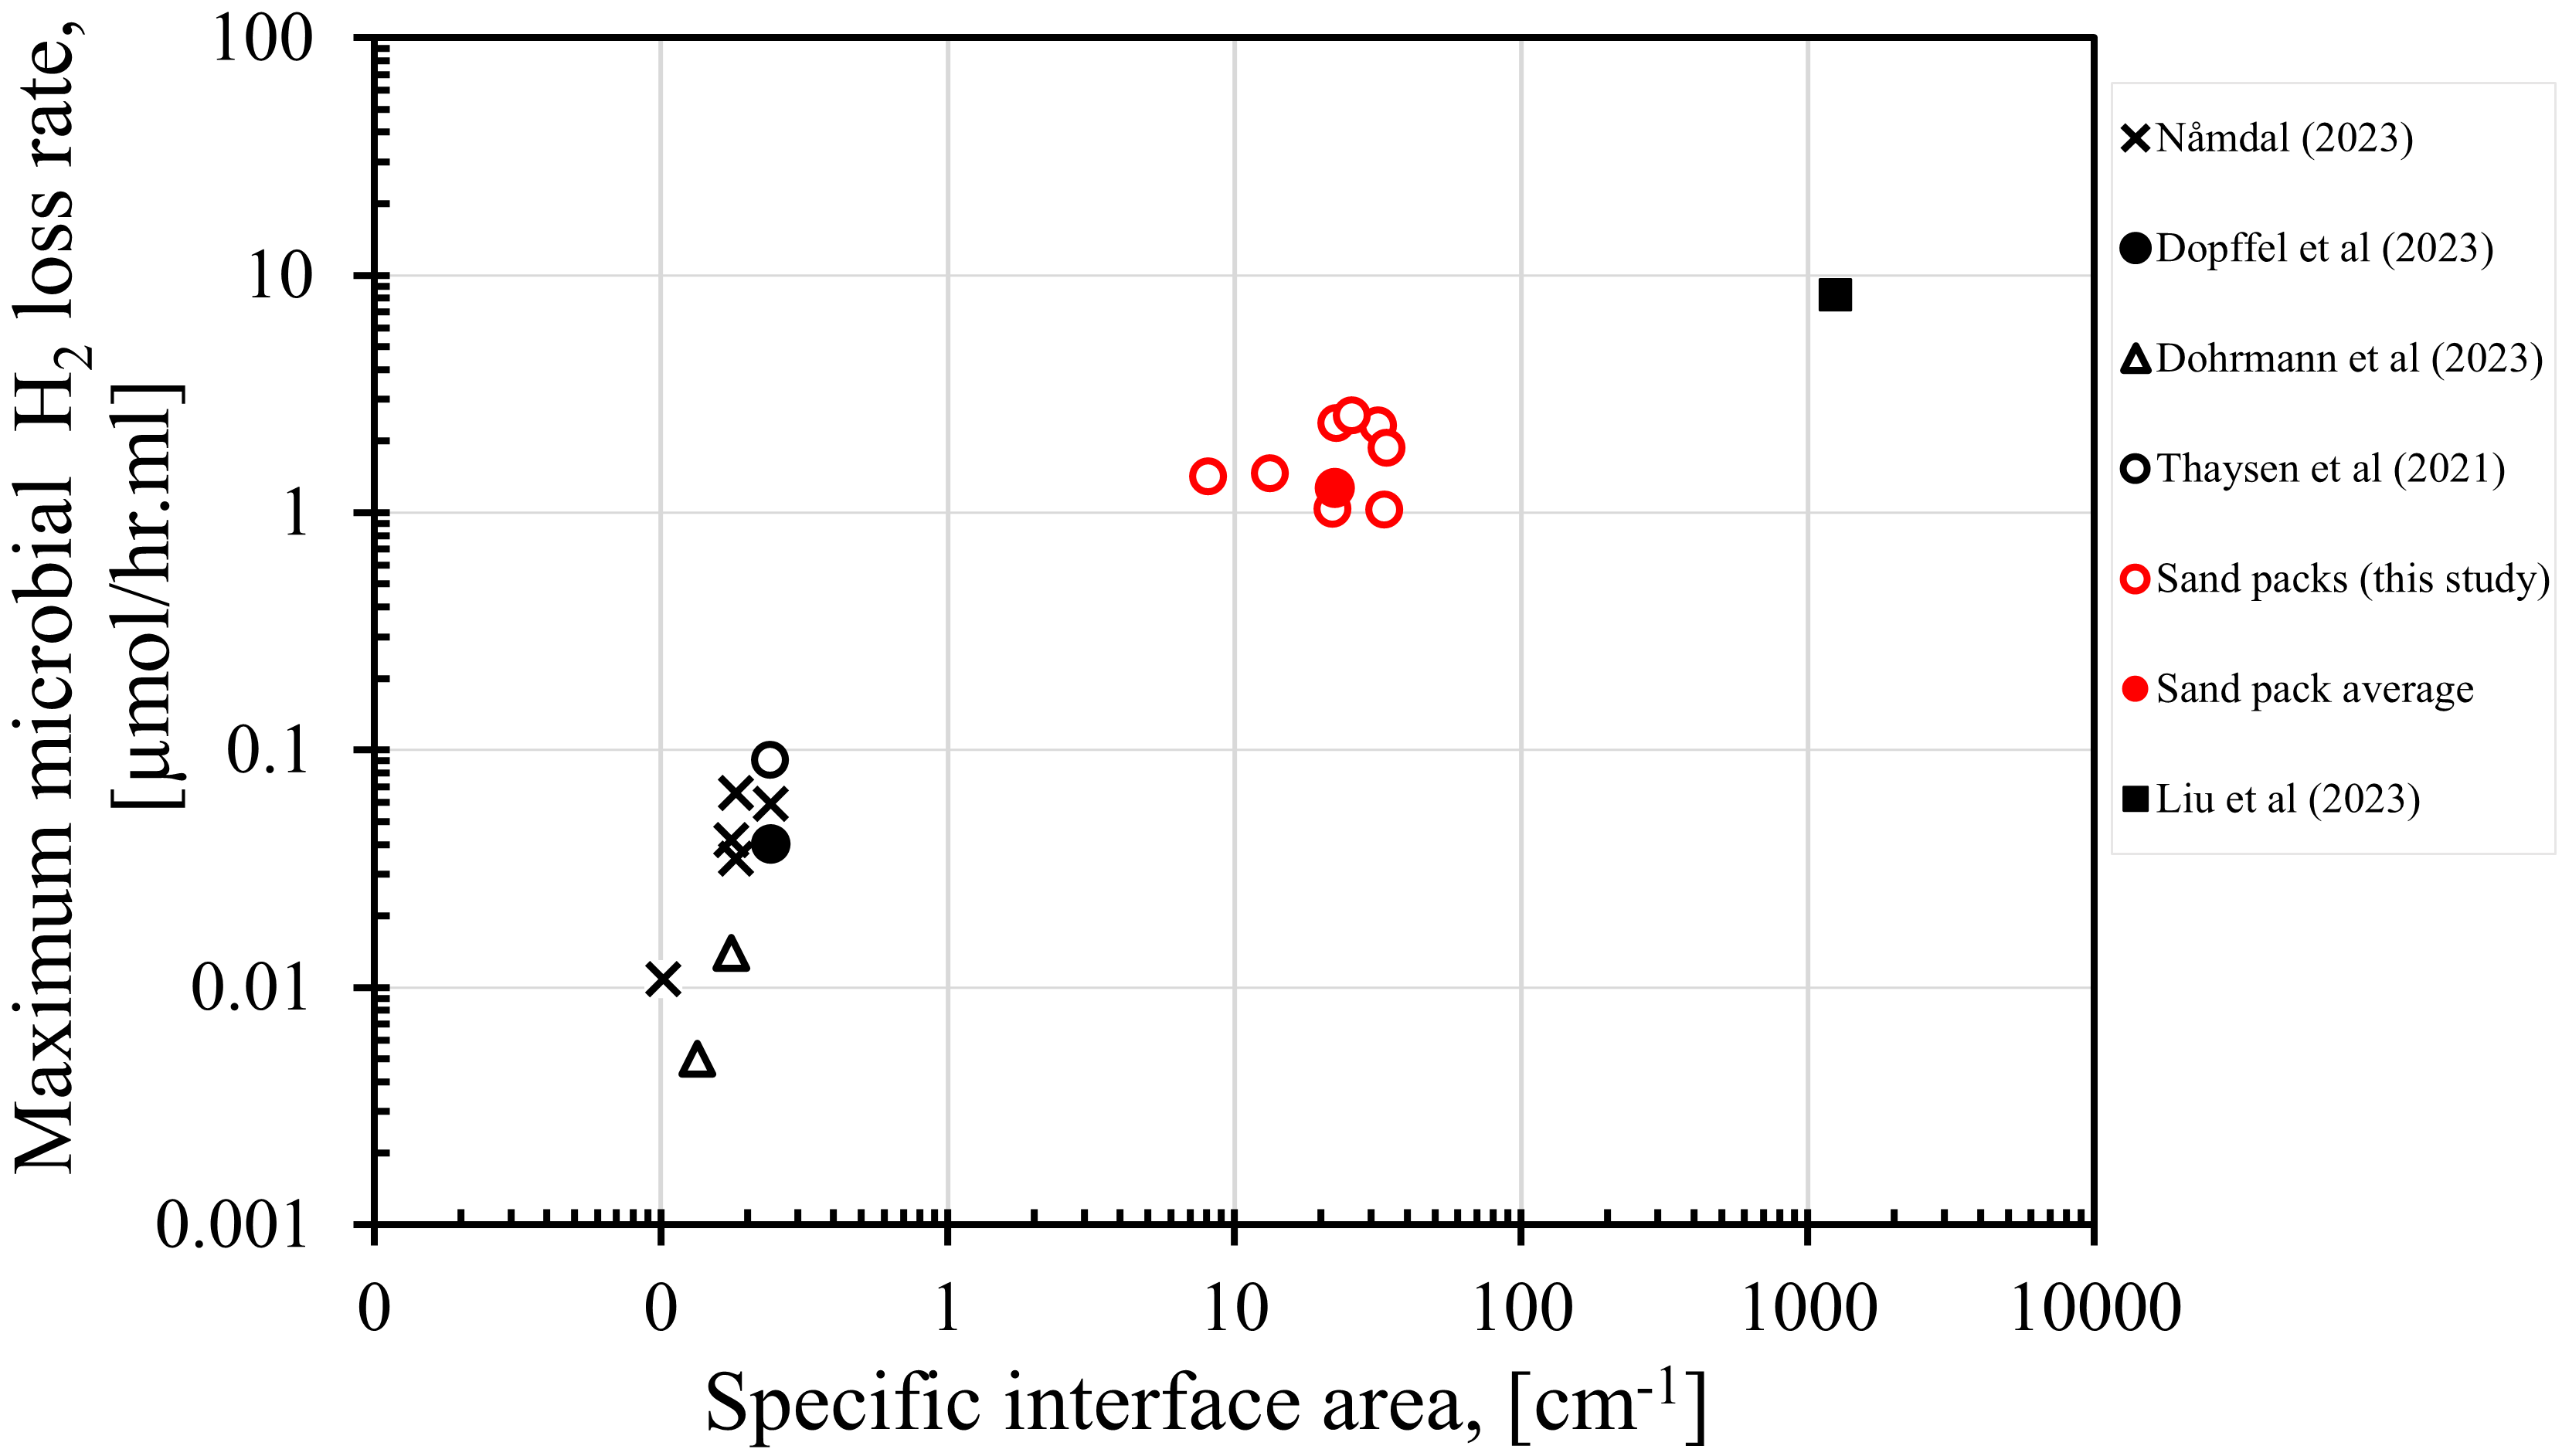 Maximum microbial H2 loss rate,
[μmol/hr.ml]
100
10
1
0.1
0.01
0.001
0
0
1
10
100
1000
10000
Specific interface area, [cm-1]
Nåmdal (2023)
Dopffel et al (2023)
Dohrmann et al (2023)
Thaysen et al (2021)
Sand packs (this study)
Sand pack average
Liu et al (2023)